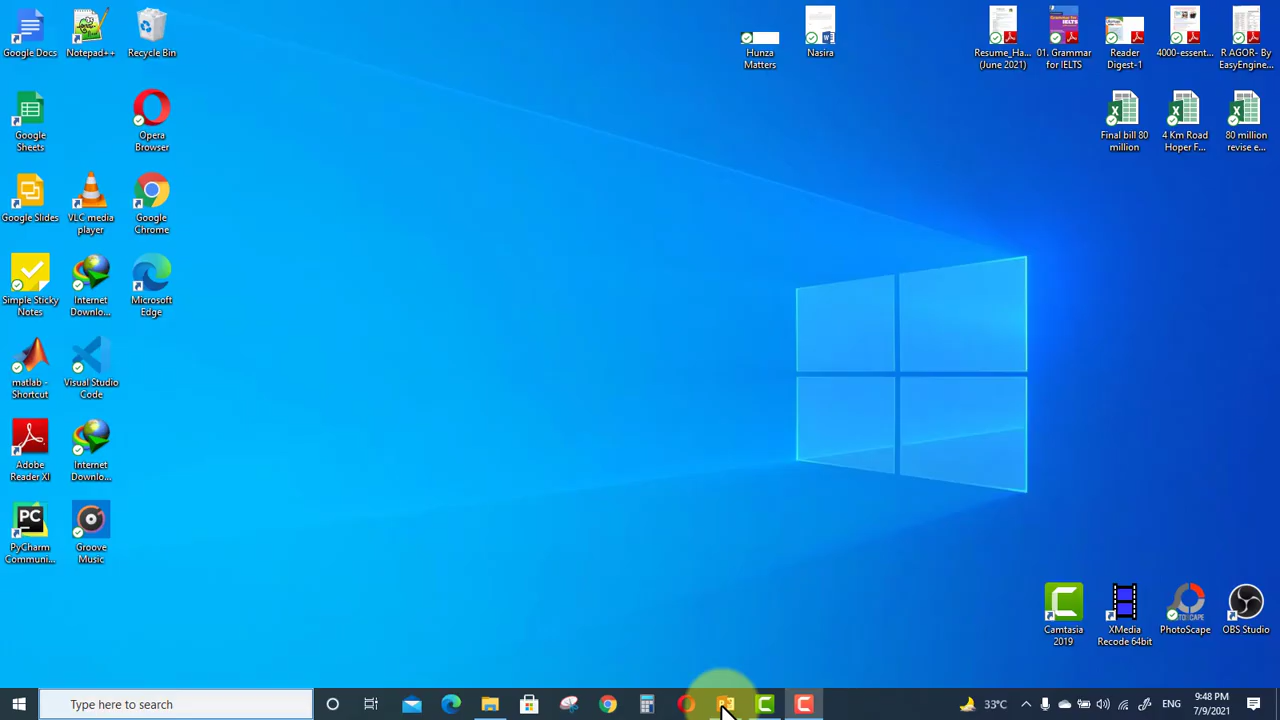 Google Docs
Notepad++
Recycle Bin
Hunza
Matters
Nasira
Resume_Ha...
(June 2021)
01. Grammar
for IELTS
Reader
Digest-1
4000-essent...
R AGOR- By
EasyEngine...
Google
Sheets
Opera
Browser
Final bill 80
million
4 Km Road
Hoper F...
80 million
revise e...
Google Slides
VLC media
player
Google
Chrome
Simple Sticky
Notes
Internet
Downlo...
Microsoft
Edge
matlab -
Shortcut
Visual Studio
Code
Adobe
Reader XI
Internet
Downlo...
PC
PyCharm
Communi...
Groove
Music
Camtasia
2019
XMedia
Recode 64bit
PhotoScape
OBS Studio
Type here to search
33°C
ENG
9:48 PM
7/9/2021